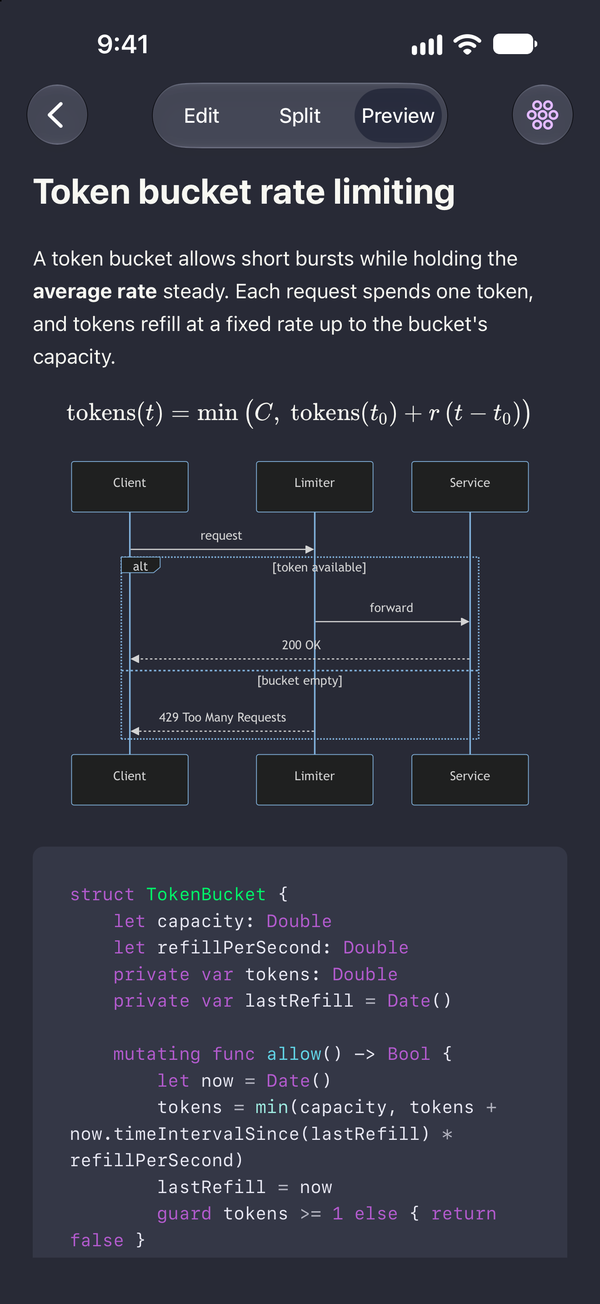 9:41
Edit Split Preview
Token bucket rate limiting
A token bucket allows short bursts while holding the
average rate steady. Each request spends one token,
and tokens refill at a fixed rate up to the bucket's
capacity.
tokens(t) = min (C, tokens(t₀) + r (t − t₀))
Client Limiter Service
request
alt [token available]
forward
200 OK
[bucket empty]
429 Too Many Requests
Client Limiter Service
struct TokenBucket {
    let capacity: Double
    let refillPerSecond: Double
    private var tokens: Double
    private var lastRefill = Date()

    mutating func allow() -> Bool {
        let now = Date()
        tokens = min(capacity, tokens +
now.timeIntervalSince(lastRefill) *
refillPerSecond)
        lastRefill = now
        guard tokens >= 1 else { return
false }